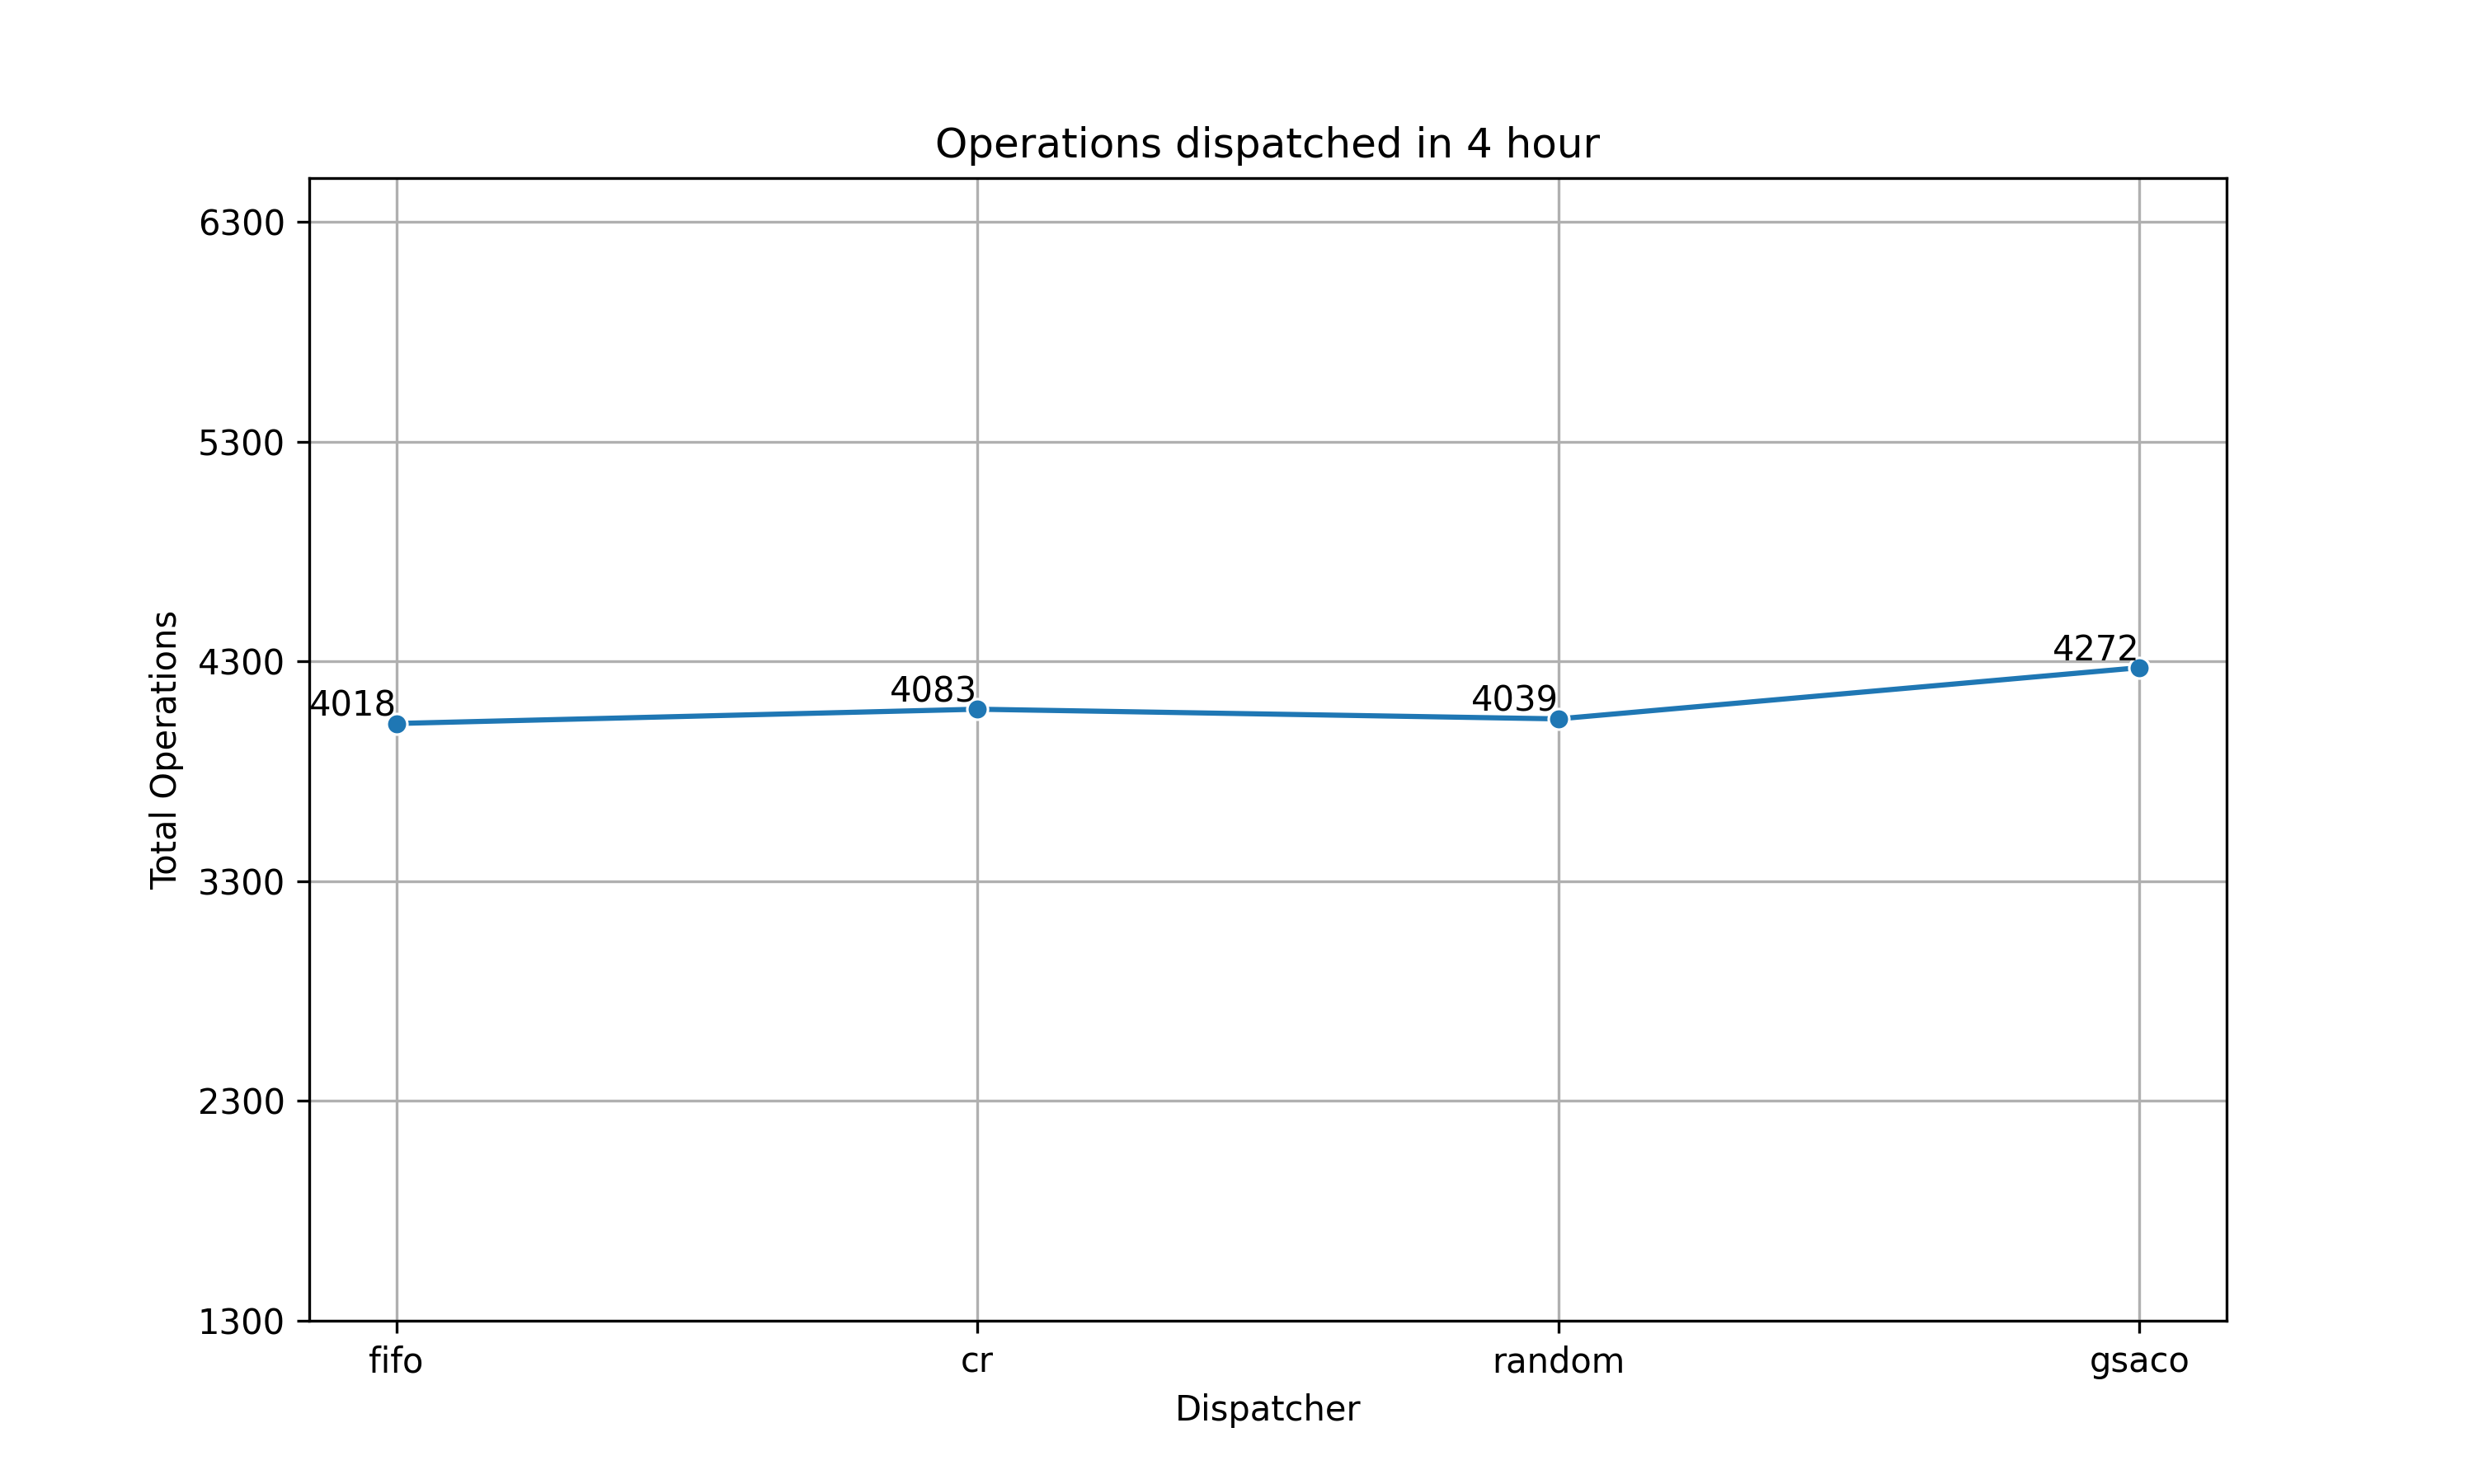 Operations dispatched in 4 hour
6300
5300
4300
3300
2300
1300
Total Operations
4018
4083
4039
4272
fifo
cr
random
gsaco
Dispatcher